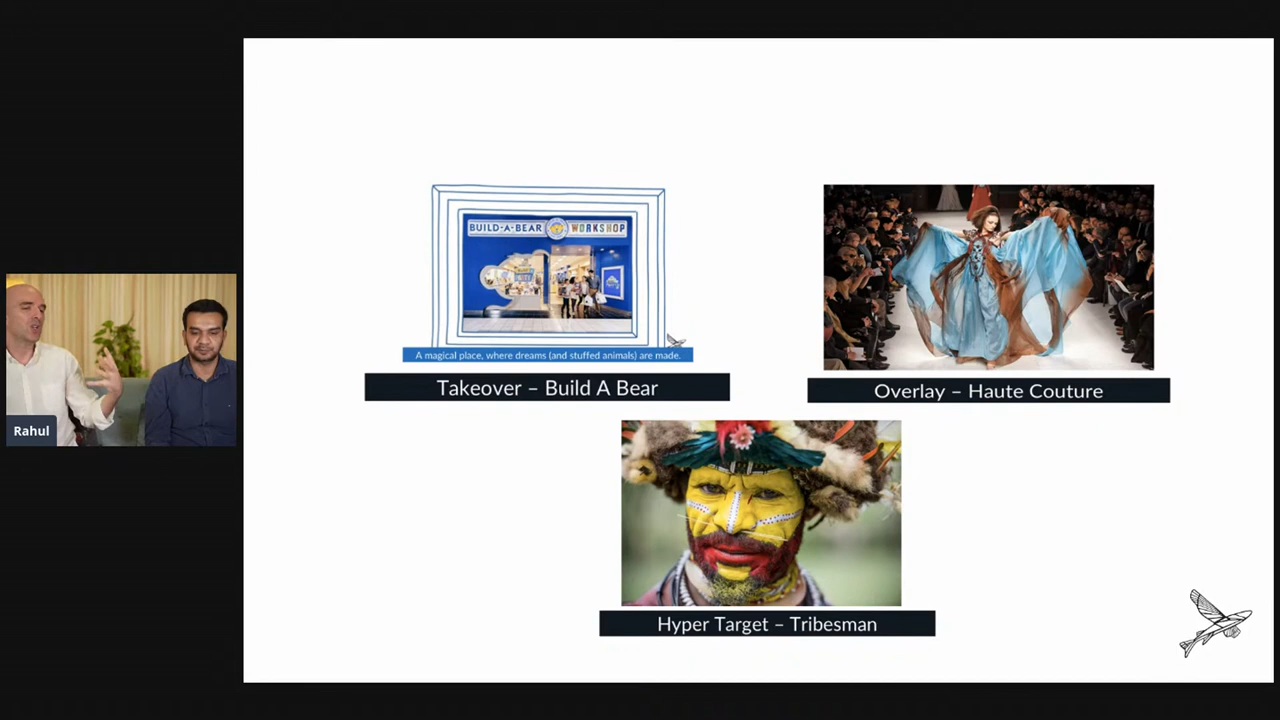 BUILD-A-BEAR WORKSHOP
A magical place, where dreams (and stuffed animals) are made.
Takeover – Build A Bear
Overlay – Haute Couture
Rahul
Hyper Target – Tribesman